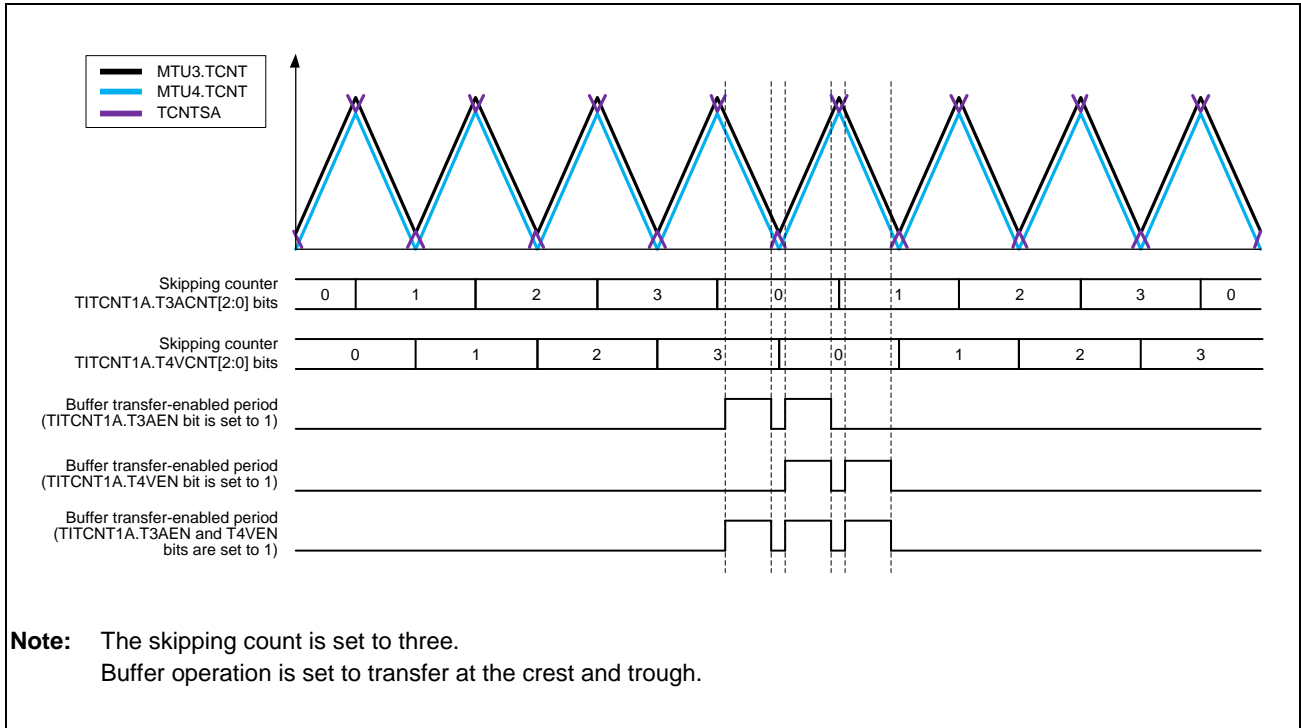 MTU3.TCNT
MTU4.TCNT
TCNTSA
Skipping counter
TITCNT1A.T3ACNT[2:0] bits
0 1 2 3 0 1 2 3 0
Skipping counter
TITCNT1A.T4VCNT[2:0] bits
0 1 2 3 0 1 2 3
Buffer transfer-enabled period
(TITCNT1A.T3AEN bit is set to 1)
Buffer transfer-enabled period
(TITCNT1A.T4VEN bit is set to 1)
Buffer transfer-enabled period
(TITCNT1A.T3AEN and T4VEN
bits are set to 1)
Note: The skipping count is set to three.
Buffer operation is set to transfer at the crest and trough.